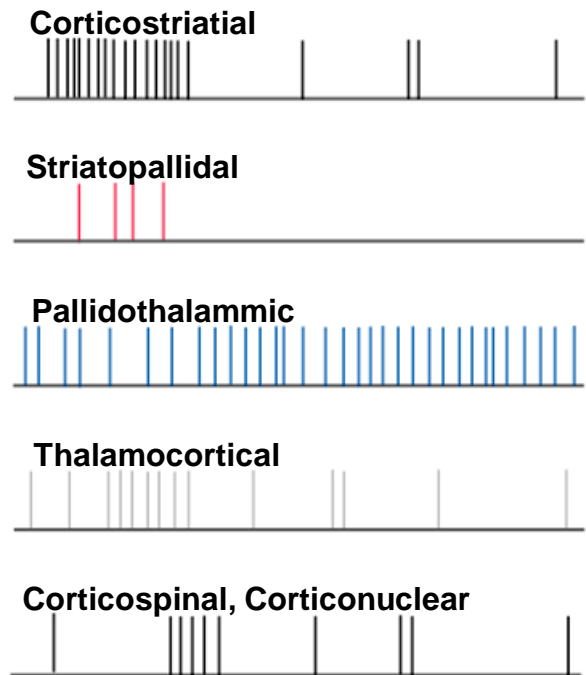 Corticostriatial
Striatopallidal
Pallidothalammic
Thalamocortical
Corticospinal, Corticonuclear